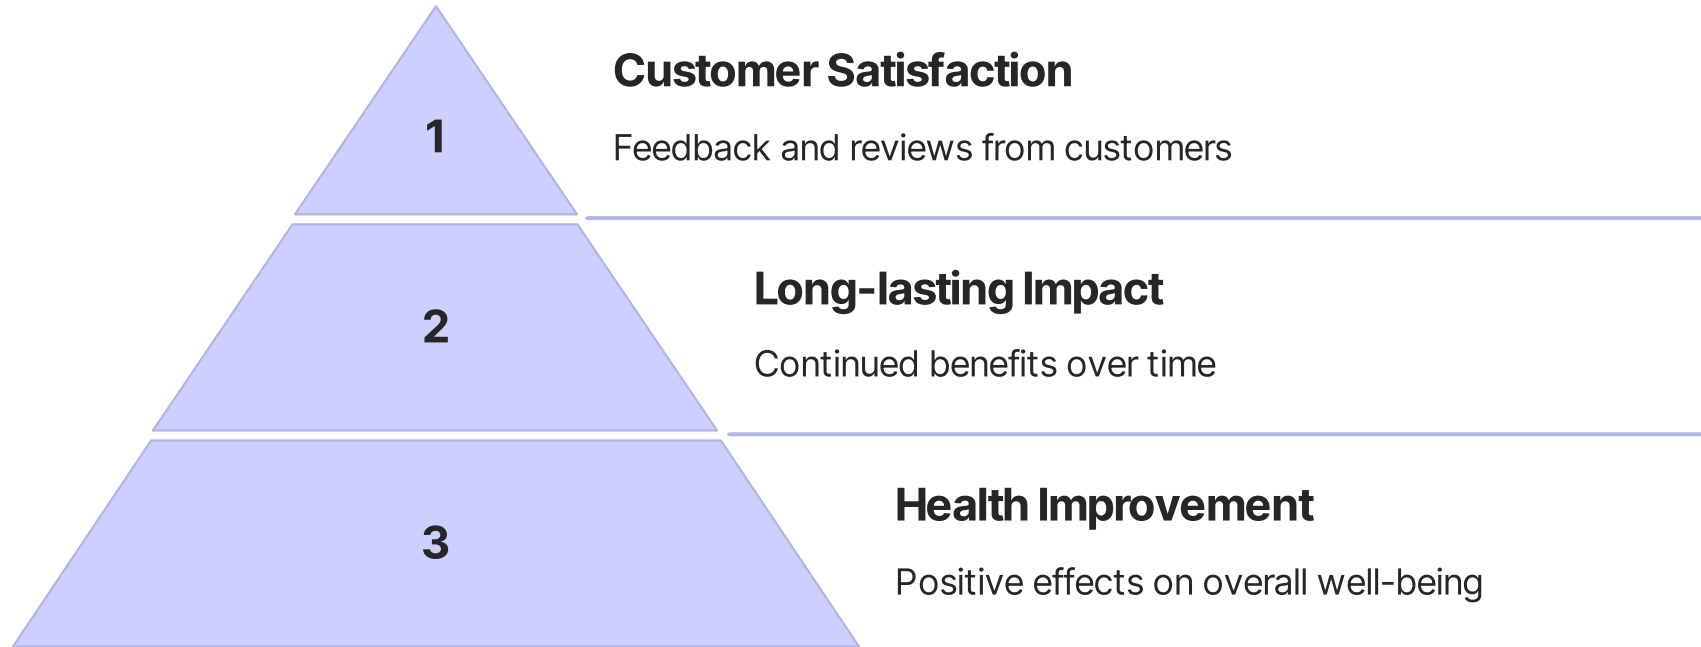 1
Customer Satisfaction
Feedback and reviews from customers
2
Long-lasting Impact
Continued benefits over time
3
Health Improvement
Positive effects on overall well-being